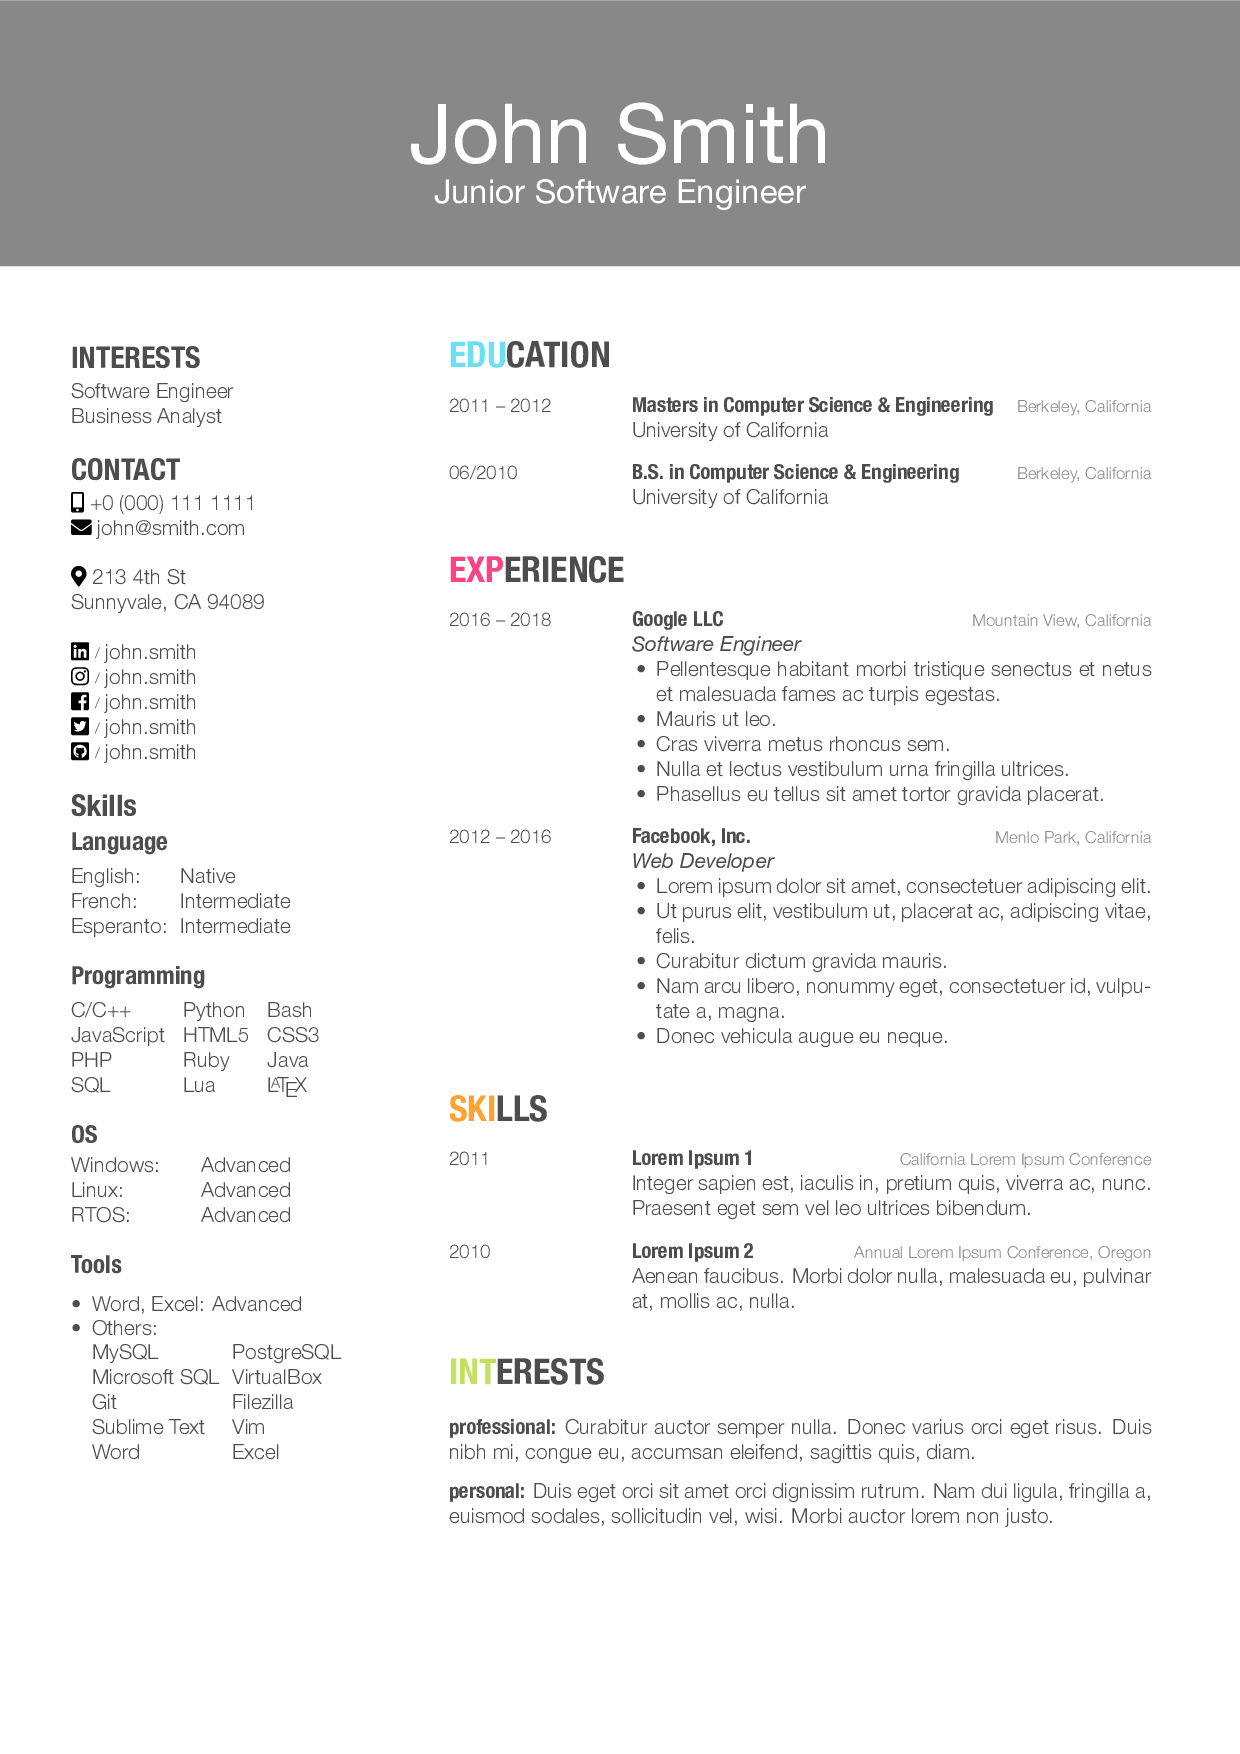 John Smith
Junior Software Engineer
INTERESTS
Software Engineer
Business Analyst
CONTACT
+0 (000) 111 1111
john@smith.com
213 4th St
Sunnyvale, CA 94089
/ john.smith
/ john.smith
/ john.smith
/ john.smith
/ john.smith
Skills
Language
English: Native
French: Intermediate
Esperanto: Intermediate
Programming
C/C++ Python Bash
JavaScript HTML5 CSS3
PHP Ruby Java
SQL Lua LATEX
OS
Windows: Advanced
Linux: Advanced
RTOS: Advanced
Tools
• Word, Excel: Advanced
• Others:
MySQL PostgreSQL
Microsoft SQL VirtualBox
Git Filezilla
Sublime Text Vim
Word Excel
EDUCATION
2011 – 2012 Masters in Computer Science & Engineering Berkeley, California
University of California
06/2010 B.S. in Computer Science & Engineering Berkeley, California
University of California
EXPERIENCE
2016 – 2018 Google LLC Mountain View, California
Software Engineer
• Pellentesque habitant morbi tristique senectus et netus
et malesuada fames ac turpis egestas.
• Mauris ut leo.
• Cras viverra metus rhoncus sem.
• Nulla et lectus vestibulum urna fringilla ultrices.
• Phasellus eu tellus sit amet tortor gravida placerat.
2012 – 2016 Facebook, Inc. Menlo Park, California
Web Developer
• Lorem ipsum dolor sit amet, consectetuer adipiscing elit.
• Ut purus elit, vestibulum ut, placerat ac, adipiscing vitae,
felis.
• Curabitur dictum gravida mauris.
• Nam arcu libero, nonummy eget, consectetuer id, vulpu-
tate a, magna.
• Donec vehicula augue eu neque.
SKILLS
2011 Lorem Ipsum 1 California Lorem Ipsum Conference
Integer sapien est, iaculis in, pretium quis, viverra ac, nunc.
Praesent eget sem vel leo ultrices bibendum.
2010 Lorem Ipsum 2 Annual Lorem Ipsum Conference, Oregon
Aenean faucibus. Morbi dolor nulla, malesuada eu, pulvinar
at, mollis ac, nulla.
INTERESTS
professional: Curabitur auctor semper nulla. Donec varius orci eget risus. Duis
nibh mi, congue eu, accumsan eleifend, sagittis quis, diam.
personal: Duis eget orci sit amet orci dignissim rutrum. Nam dui ligula, fringilla a,
euismod sodales, sollicitudin vel, wisi. Morbi auctor lorem non justo.